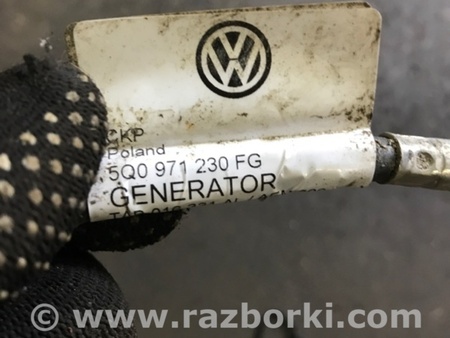 CKP
Poland
5Q0 971 230 FG
GENERATOR
www.razborki.com